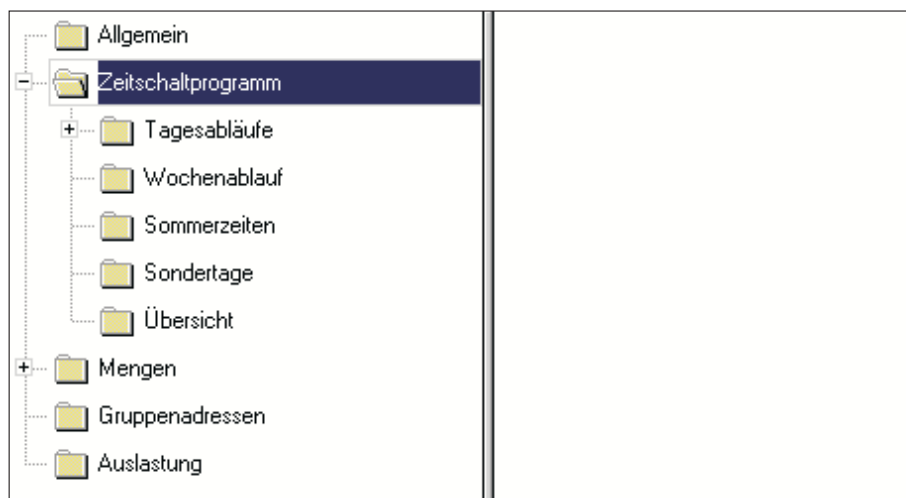 Allgemein
Zeitschaltprogramm
Tagesabläufe
Wochenablauf
Sommerzeiten
Sondertage
Übersicht
Mengen
Gruppenadressen
Auslastung